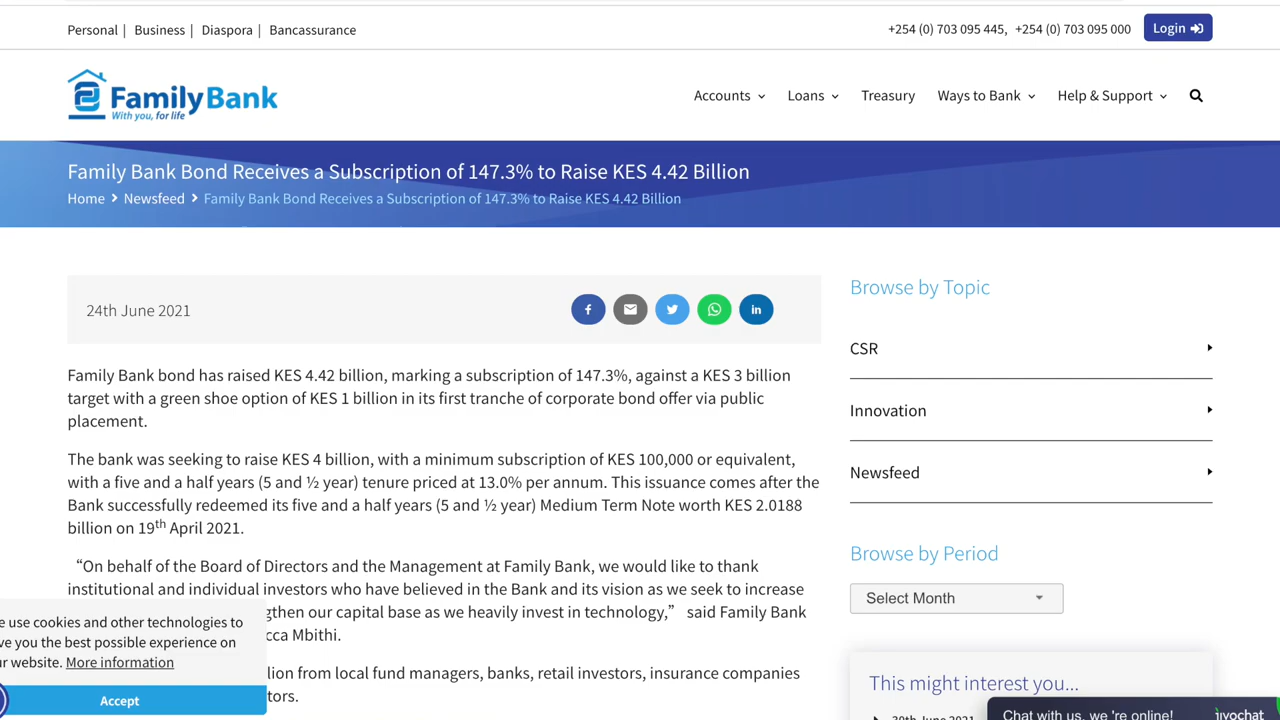 Personal | Business | Diaspora | Bancassurance
+254 (0) 703 095 445, +254 (0) 703 095 000 Login
FamilyBank
With you, for life
Accounts Loans Treasury Ways to Bank Help & Support
Family Bank Bond Receives a Subscription of 147.3% to Raise KES 4.42 Billion
Home > Newsfeed > Family Bank Bond Receives a Subscription of 147.3% to Raise KES 4.42 Billion
24th June 2021
Family Bank bond has raised KES 4.42 billion, marking a subscription of 147.3%, against a KES 3 billion
target with a green shoe option of KES 1 billion in its first tranche of corporate bond offer via public
placement.
The bank was seeking to raise KES 4 billion, with a minimum subscription of KES 100,000 or equivalent,
with a five and a half years (5 and ½ year) tenure priced at 13.0% per annum. This issuance comes after the
Bank successfully redeemed its five and a half years (5 and ½ year) Medium Term Note worth KES 2.0188
billion on 19th April 2021.
“On behalf of the Board of Directors and the Management at Family Bank, we would like to thank
institutional and individual investors who have believed in the Bank and its vision as we seek to increase
gthen our capital base as we heavily invest in technology,” said Family Bank
cca Mbithi.
lion from local fund managers, banks, retail investors, insurance companies
tors.
e use cookies and other technologies to
ve you the best possible experience on
r website. More information
Accept
Browse by Topic
CSR
Innovation
Newsfeed
Browse by Period
Select Month
This might interest you...
30th June 2021
Chat with us, we 're online! jivochat